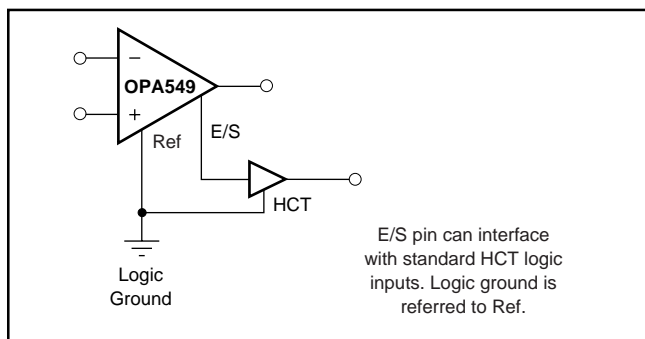 −
OPA549
+
Ref
E/S
HCT
Logic
Ground
E/S pin can interface
with standard HCT logic
inputs. Logic ground is
referred to Ref.